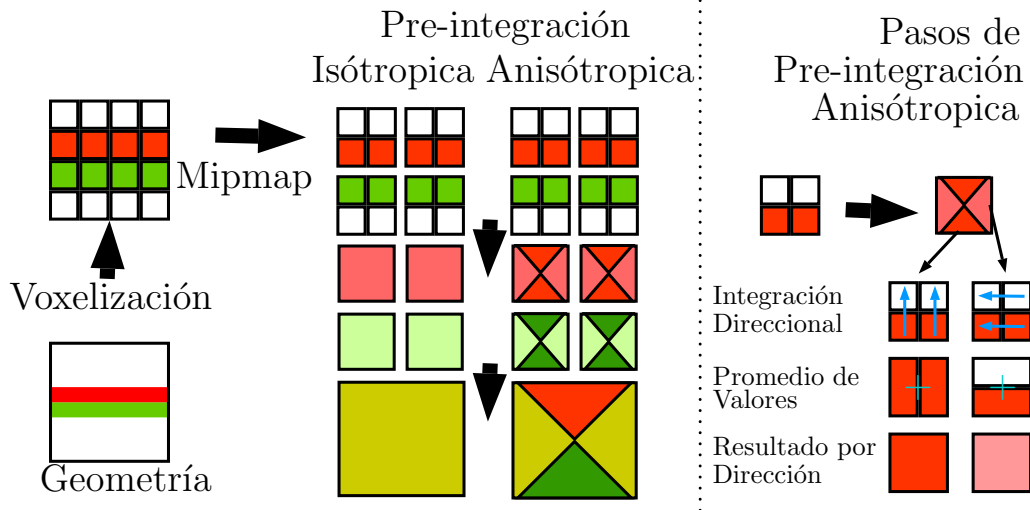 Pre-integración
Isótropica Anisótropica
Mipmap
Voxelización
Geometría
Pasos de
Pre-integración
Anisótropica
Integración
Direccional
Promedio de
Valores
Resultado por
Dirección